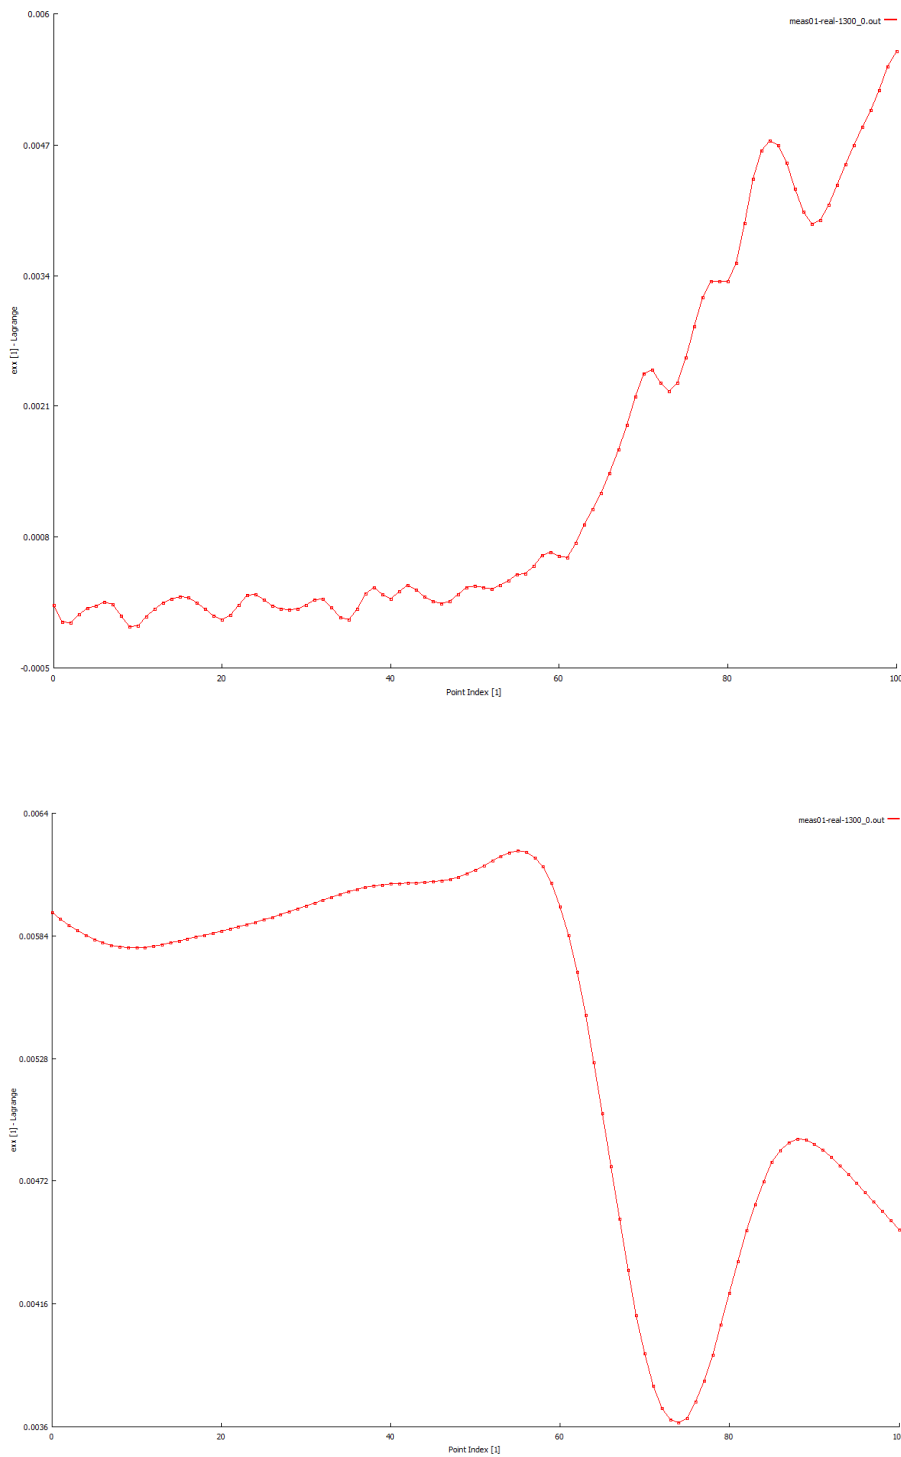 0.006
meas01-real-1300_0.out
0.0047
0.0034
exx [1] - Lagrange
0.0021
0.0008
-0.0005
0 20 40 60 80 100
Point Index [1]
0.0064
meas01-real-1300_0.out
0.00584
0.00528
exx [1] - Lagrange
0.00472
0.00416
0.0036
0 20 40 60 80 10
Point Index [1]